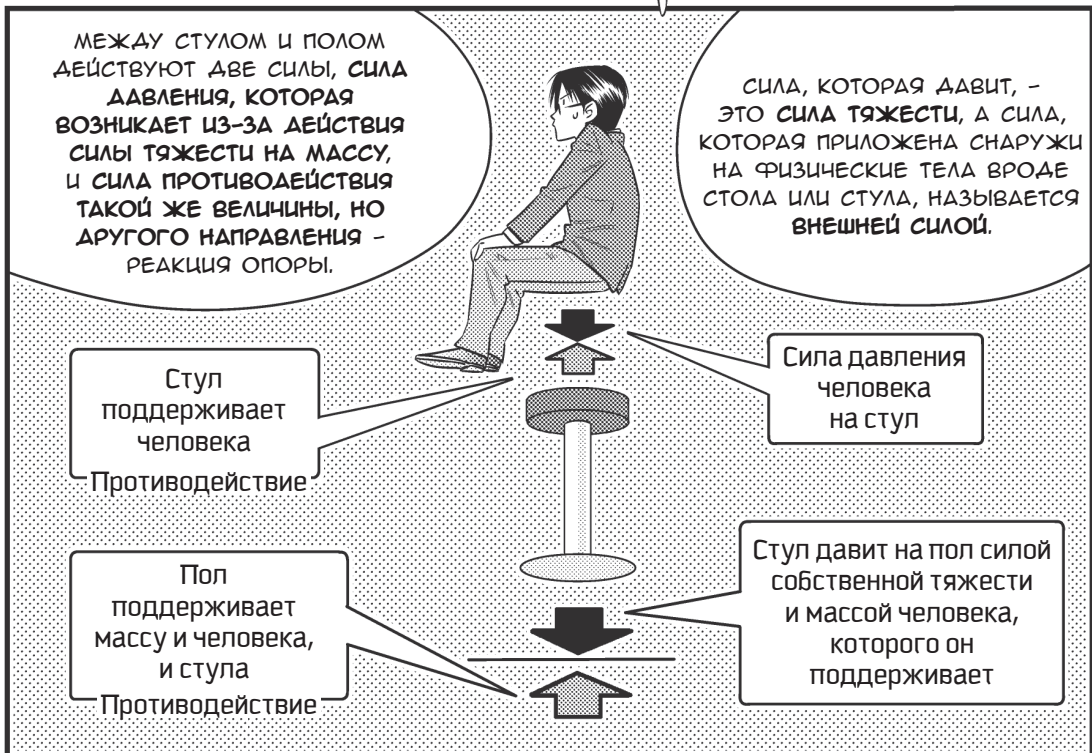 МЕЖДУ СТУЛОМ И ПОЛОМ
ДЕЙСТВУЮТ ДВЕ СИЛЫ, СИЛА
ДАВЛЕНИЯ, КОТОРАЯ
ВОЗНИКАЕТ ИЗ-ЗА ДЕЙСТВИЯ
СИЛЫ ТЯЖЕСТИ НА МАССУ,
И СИЛА ПРОТИВОДЕЙСТВИЯ
ТАКОЙ ЖЕ ВЕЛИЧИНЫ, НО
ДРУГОГО НАПРАВЛЕНИЯ –
РЕАКЦИЯ ОПОРЫ.
СИЛА, КОТОРАЯ ДАВИТ, –
ЭТО СИЛА ТЯЖЕСТИ, А СИЛА,
КОТОРАЯ ПРИЛОЖЕНА СНАРУЖИ
НА ФИЗИЧЕСКИЕ ТЕЛА ВРОДЕ
СТОЛА ИЛИ СТУЛА, НАЗЫВАЕТСЯ
ВНЕШНЕЙ СИЛОЙ.
Стул
поддерживает
человека
Противодействие
Сила давления
человека
на стул
Пол
поддерживает
массу и человека,
и стула
Противодействие
Стул давит на пол силой
собственной тяжести
и массой человека,
которого он
поддерживает